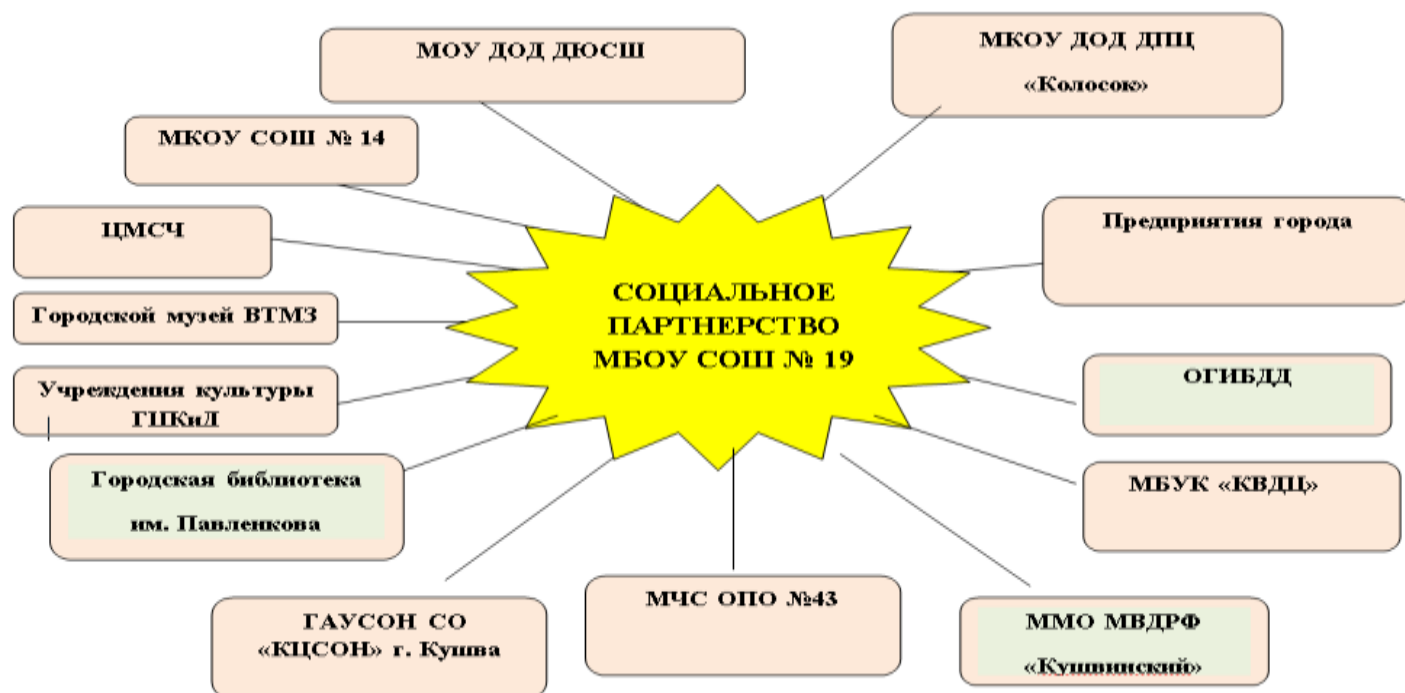 МОУ ДОД ДЮСШ
МКОУ ДОД ДПЦ
«Колосок»
МКОУ СОШ № 14
ЦМСЧ
Предприятия города
Городской музей ВТМЗ
СОЦИАЛЬНОЕ
ПАРТНЕРСТВО
МБОУ СОШ № 19
Учреждения культуры
ГПКиД
ОГИБДД
Городская библиотека
им. Павленкова
МБУК «КВДЦ»
ГАУСОН СО
«КЦСОН» г. Кушва
МЧС ОПО №43
ММО МВДРФ
«Кушвинский»